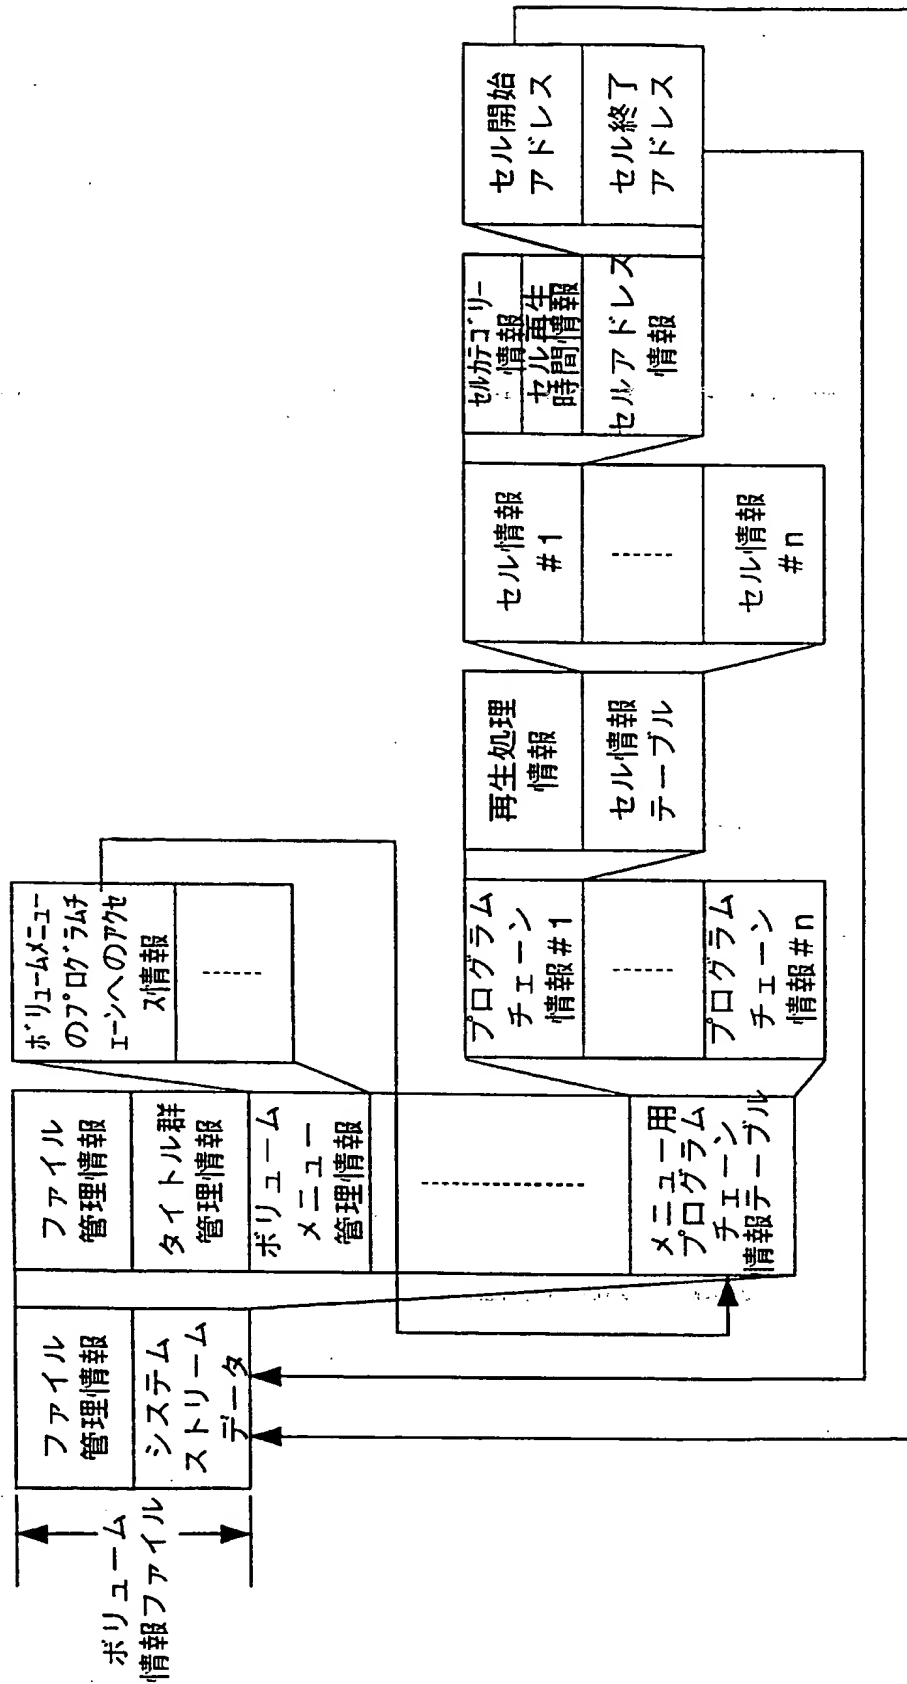 ボリューム
情報ファイル
ファイル
管理情報
システム
ストリーム
データ
ファイル
管理情報
タイトル群
管理情報
ボリューム
メニュー
管理情報
メニュー用
プログラム
チェーン
情報テーブル
ボリュームメニュー
のプログラムチ
ェーンへのアクセ
ス情報
プログラム
チェーン
情報#1
プログラム
チェーン
情報#n
再生処理
情報
セル情報
テーブル
セル情報
#1
セル情報
#n
セルカテゴリー
情報
セル再生
時間情報
セルアドレス
情報
セル開始
アドレス
セル終了
アドレス